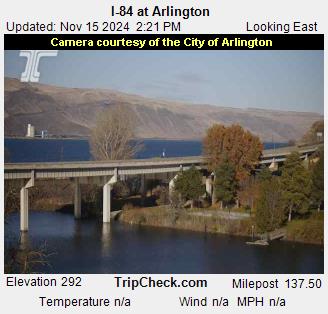 I-84 at Arlington
Updated: Nov 15 2024 2:21 PM Looking East
Camera courtesy of the City of Arlington
Elevation 292 TripCheck.com Milepost 137.50
Temperature n/a Wind n/a MPH n/a